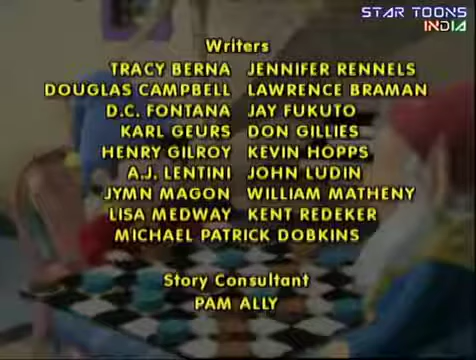 STAR TOONS
INDIA
Writers
TRACY BERNA JENNIFER RENNELS
DOUGLAS CAMPBELL LAWRENCE BRAMAN
D.C. FONTANA JAY FUKUTO
KARL GEURS DON GILLIES
HENRY GILROY KEVIN HOPPS
A.J. LENTINI JOHN LUDIN
JYMN MAGON WILLIAM MATHENY
LISA MEDWAY KENT REDEKER
MICHAEL PATRICK DOBKINS
Story Consultant
PAM ALLY